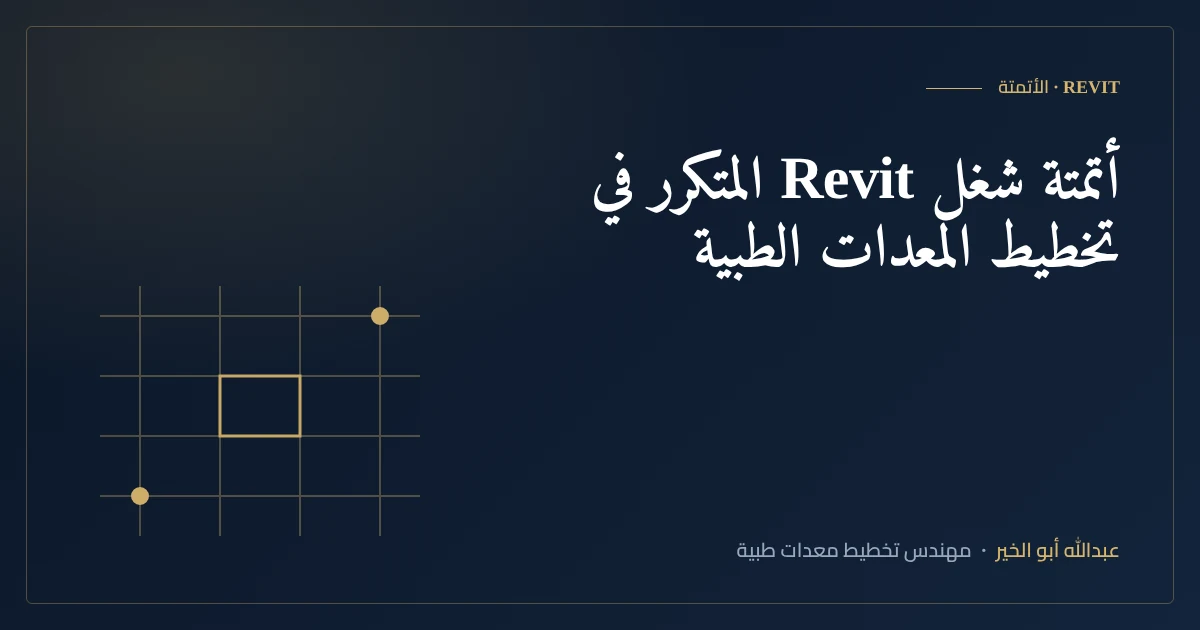 REVIT · الأتمتة
أتمتة شغل Revit المتكرر في
تخطيط المعدات الطبية
عبدالله أبو الخير · مهندس تخطيط معدات طبية